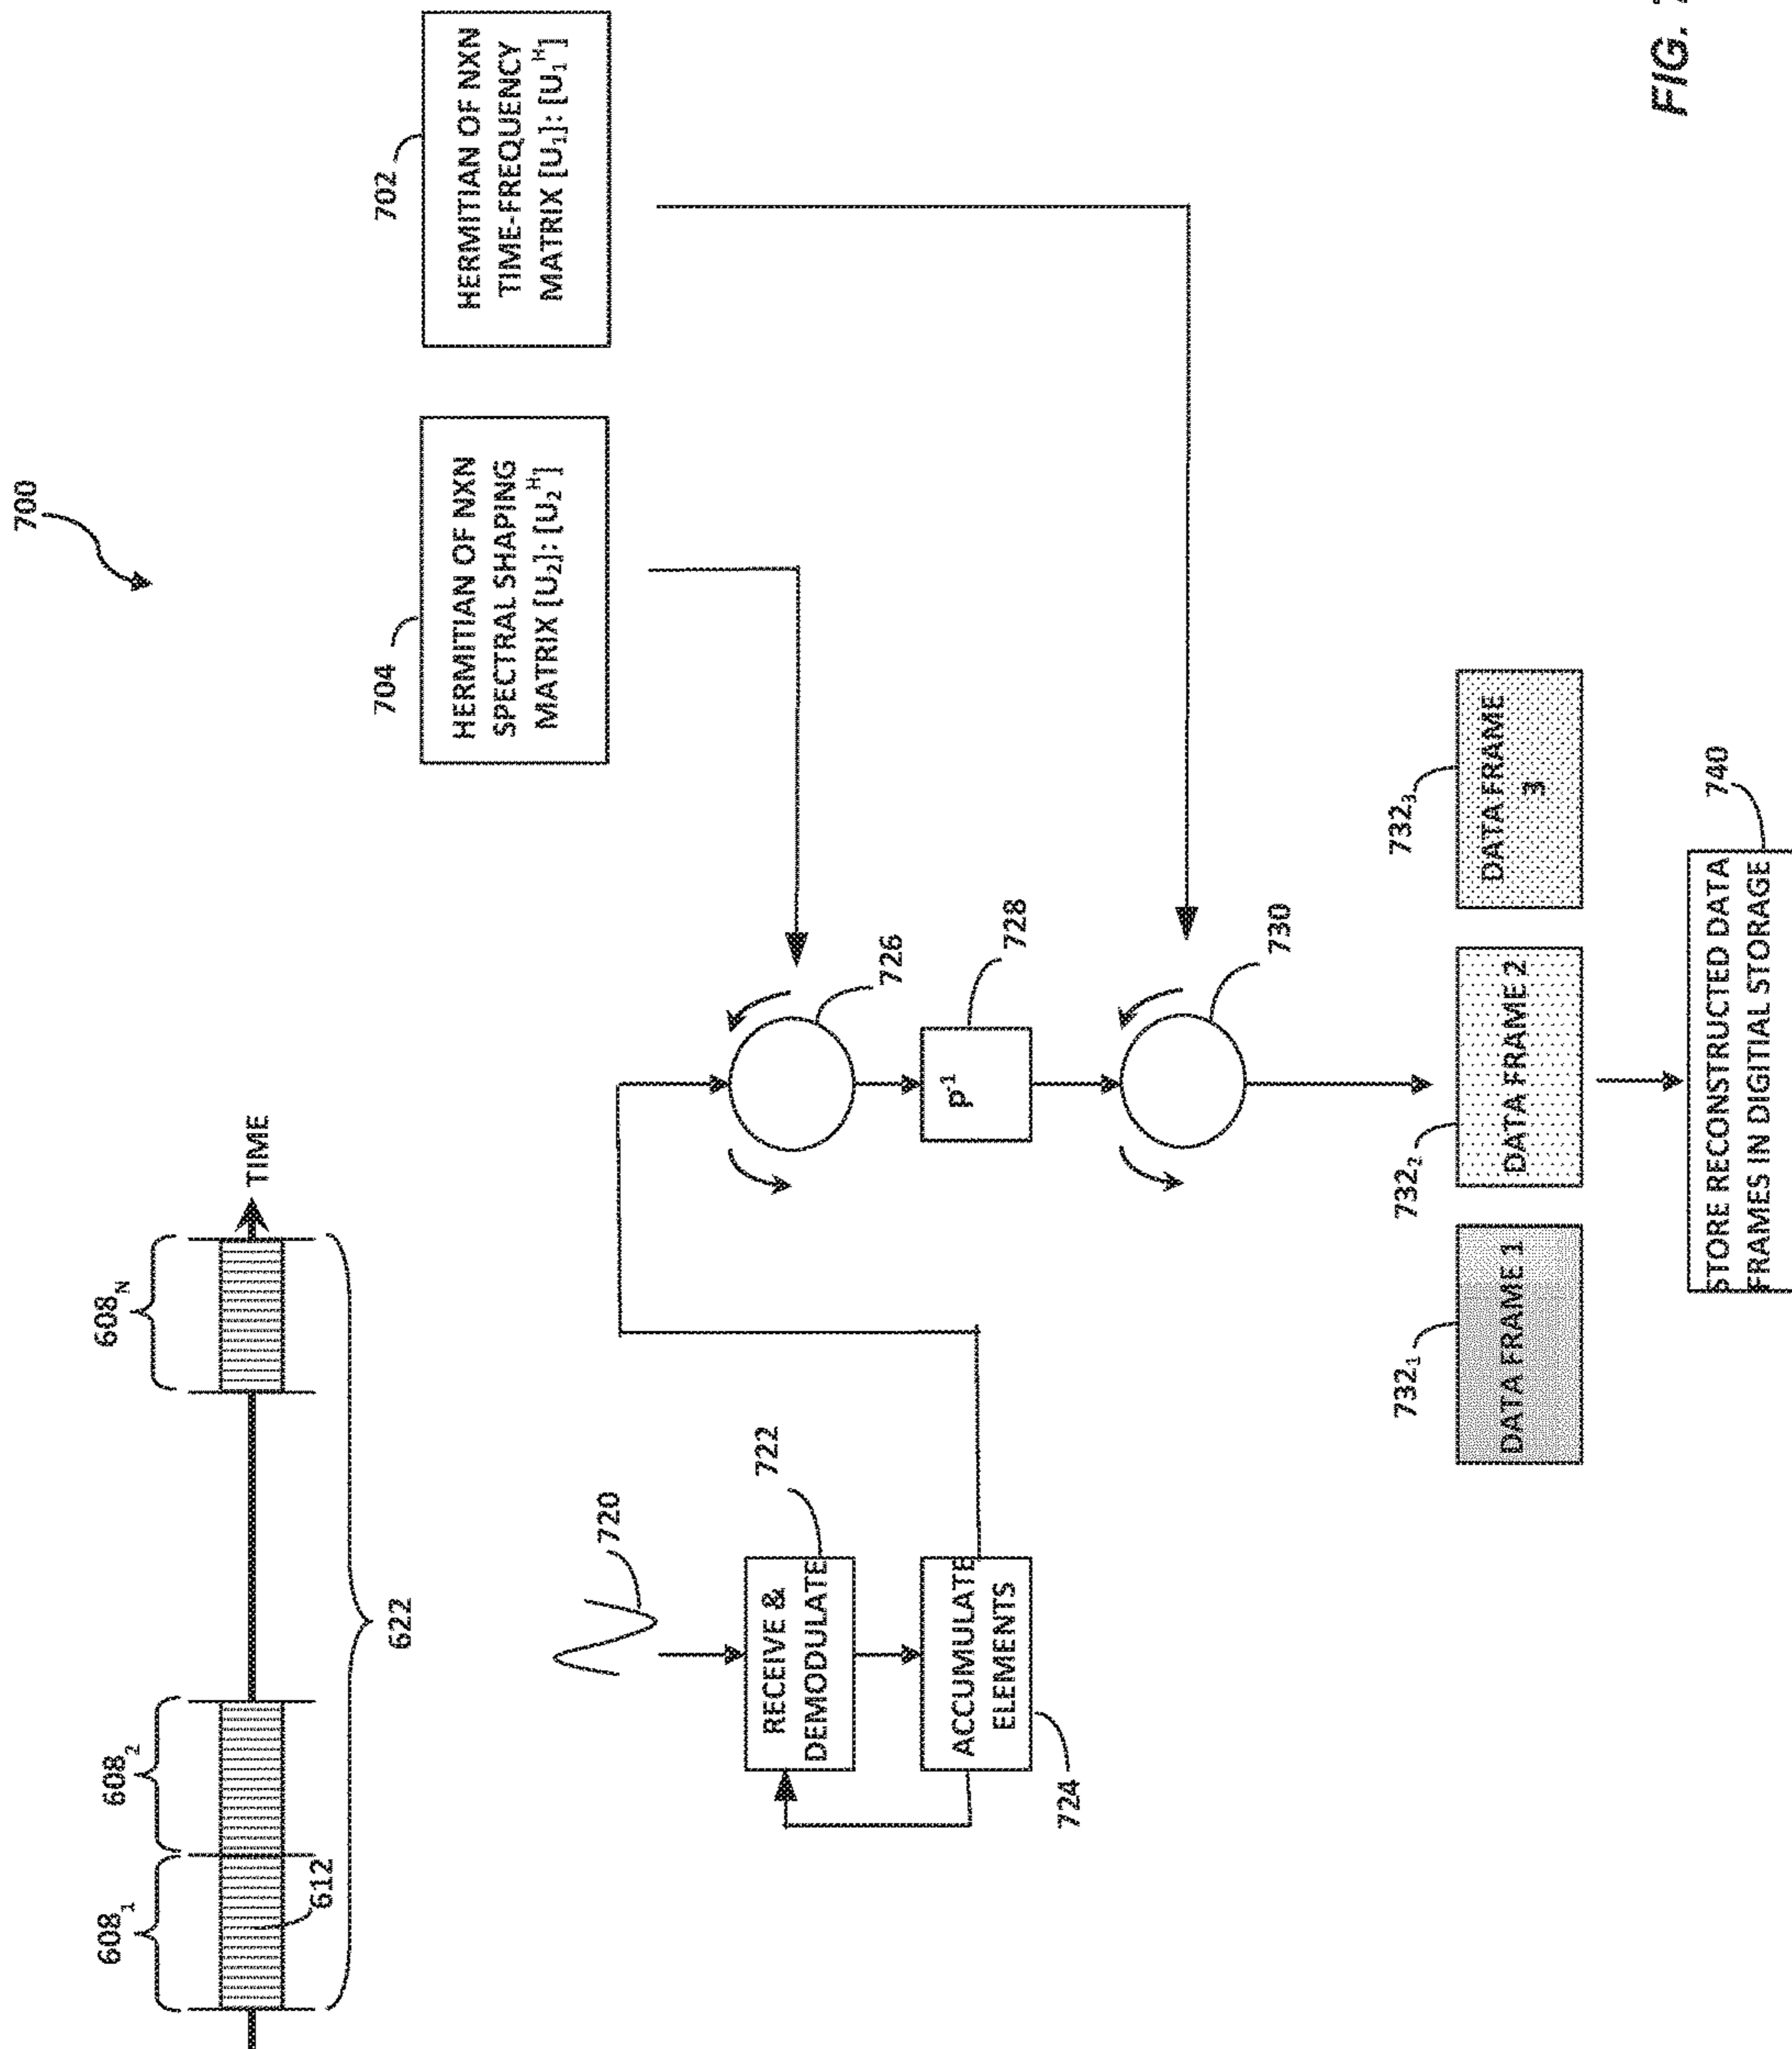 700
608₁
608₂
608_N
TIME
612
622
704
HERMITIAN OF NXN
SPECTRAL SHAPING
MATRIX [U₂]: [U₂ᴴ]
702
HERMITIAN OF NXN
TIME-FREQUENCY
MATRIX [U₁]: [U₁ᴴ]
720
RECEIVE &
DEMODULATE
722
ACCUMULATE
ELEMENTS
724
726
P⁻¹
728
730
732₁
DATA FRAME 1
732₂
DATA FRAME 2
732₃
DATA FRAME
3
STORE RECONSTRUCTED DATA
FRAMES IN DIGITIAL STORAGE
740
FIG.